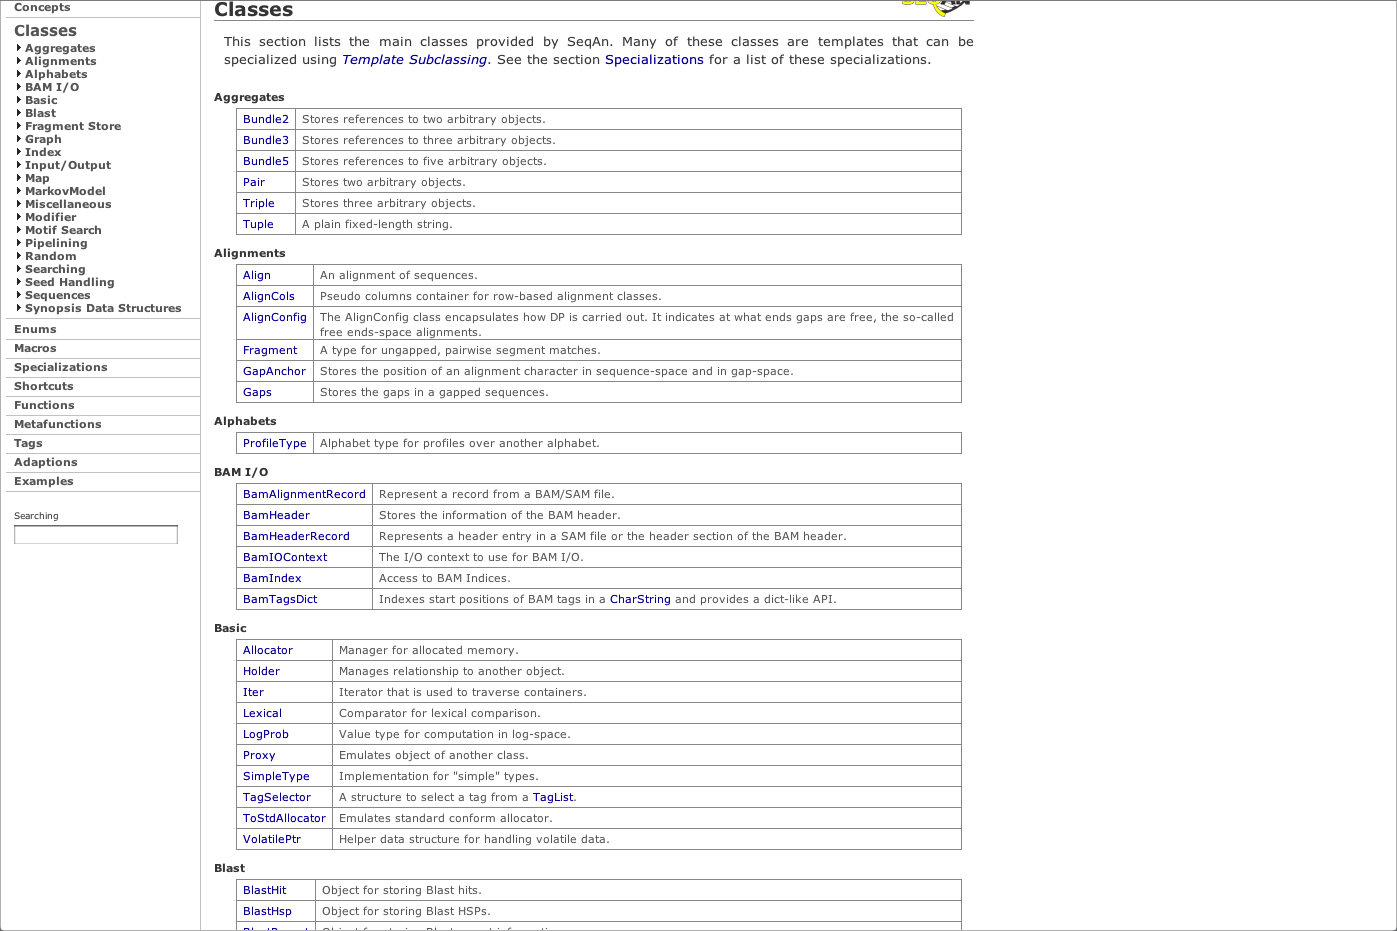 Concepts
Classes
Aggregates
Alignments
Alphabets
BAM I/O
Basic
Blast
Fragment Store
Graph
Index
Input/Output
Map
MarkovModel
Miscellaneous
Modifier
Motif Search
Pipelining
Random
Searching
Seed Handling
Sequences
Synopsis Data Structures
Enums
Macros
Specializations
Shortcuts
Functions
Metafunctions
Tags
Adaptions
Examples
Searching
Classes
This section lists the main classes provided by SeqAn. Many of these classes are templates that can be
specialized using Template Subclassing. See the section Specializations for a list of these specializations.
Aggregates
Bundle2 Stores references to two arbitrary objects.
Bundle3 Stores references to three arbitrary objects.
Bundle5 Stores references to five arbitrary objects.
Pair Stores two arbitrary objects.
Triple Stores three arbitrary objects.
Tuple A plain fixed-length string.
Alignments
Align An alignment of sequences.
AlignCols Pseudo columns container for row-based alignment classes.
AlignConfig The AlignConfig class encapsulates how DP is carried out. It indicates at what ends gaps are free, the so-called
free ends-space alignments.
Fragment A type for ungapped, pairwise segment matches.
GapAnchor Stores the position of an alignment character in sequence-space and in gap-space.
Gaps Stores the gaps in a gapped sequences.
Alphabets
ProfileType Alphabet type for profiles over another alphabet.
BAM I/O
BamAlignmentRecord Represent a record from a BAM/SAM file.
BamHeader Stores the information of the BAM header.
BamHeaderRecord Represents a header entry in a SAM file or the header section of the BAM header.
BamIOContext The I/O context to use for BAM I/O.
BamIndex Access to BAM Indices.
BamTagsDict Indexes start positions of BAM tags in a CharString and provides a dict-like API.
Basic
Allocator Manager for allocated memory.
Holder Manages relationship to another object.
Iter Iterator that is used to traverse containers.
Lexical Comparator for lexical comparison.
LogProb Value type for computation in log-space.
Proxy Emulates object of another class.
SimpleType Implementation for "simple" types.
TagSelector A structure to select a tag from a TagList.
ToStdAllocator Emulates standard conform allocator.
VolatilePtr Helper data structure for handling volatile data.
Blast
BlastHit Object for storing Blast hits.
BlastHsp Object for storing Blast HSPs.